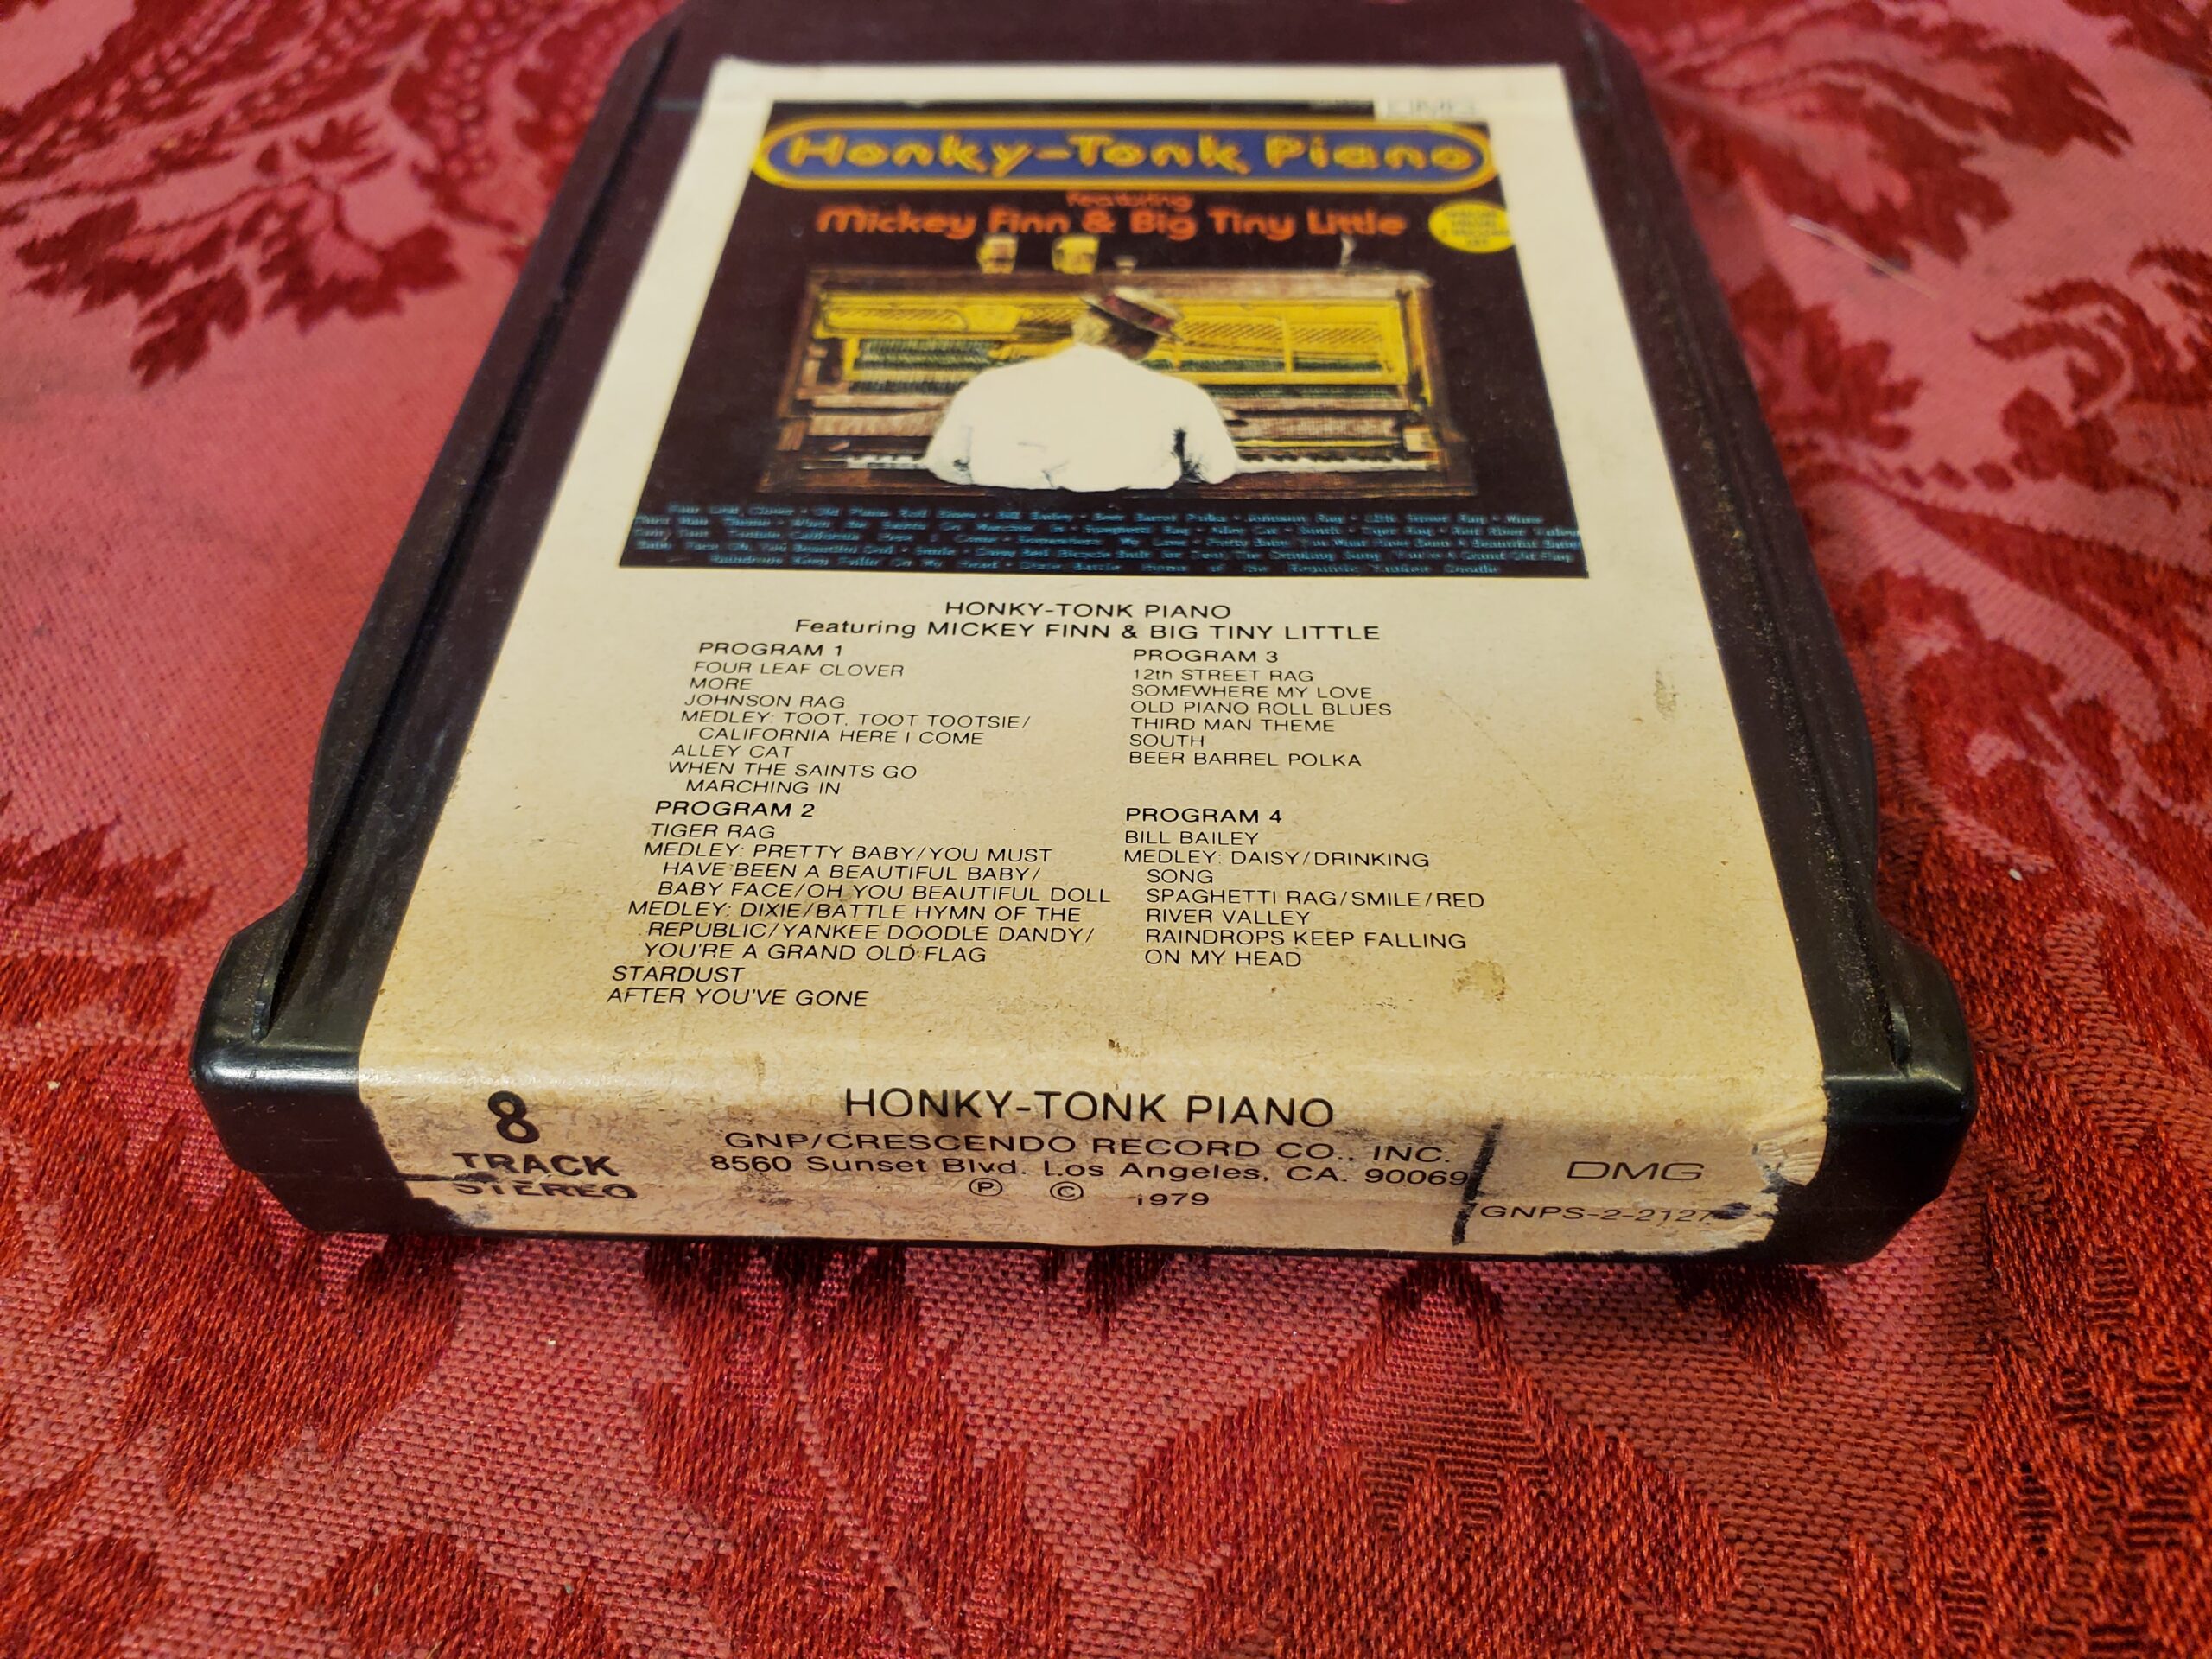 DMG
Honky-Tonk Piano
Featuring
Mickey Finn & Big Tiny Little
HONKY-TONK PIANO
Featuring MICKEY FINN & BIG TINY LITTLE
PROGRAM 1
FOUR LEAF CLOVER
MORE
JOHNSON RAG
MEDLEY: TOOT, TOOT TOOTSIE/
CALIFORNIA HERE I COME
ALLEY CAT
WHEN THE SAINTS GO
MARCHING IN
PROGRAM 2
TIGER RAG
MEDLEY: PRETTY BABY/YOU MUST
HAVE BEEN A BEAUTIFUL BABY/
BABY FACE/OH YOU BEAUTIFUL DOLL
MEDLEY: DIXIE/BATTLE HYMN OF THE
REPUBLIC/YANKEE DOODLE DANDY/
YOU'RE A GRAND OLD FLAG
STARDUST
AFTER YOU'VE GONE
PROGRAM 3
12th STREET RAG
SOMEWHERE MY LOVE
OLD PIANO ROLL BLUES
THIRD MAN THEME
SOUTH
BEER BARREL POLKA
PROGRAM 4
BILL BAILEY
MEDLEY: DAISY/DRINKING
SONG
SPAGHETTI RAG/SMILE/RED
RIVER VALLEY
RAINDROPS KEEP FALLING
ON MY HEAD
8
TRACK
STEREO
HONKY-TONK PIANO
GNP/CRESCENDO RECORD CO., INC.
8560 Sunset Blvd. Los Angeles, CA. 90069
Ⓟ © 1979
DMG
GNPS-2-2127